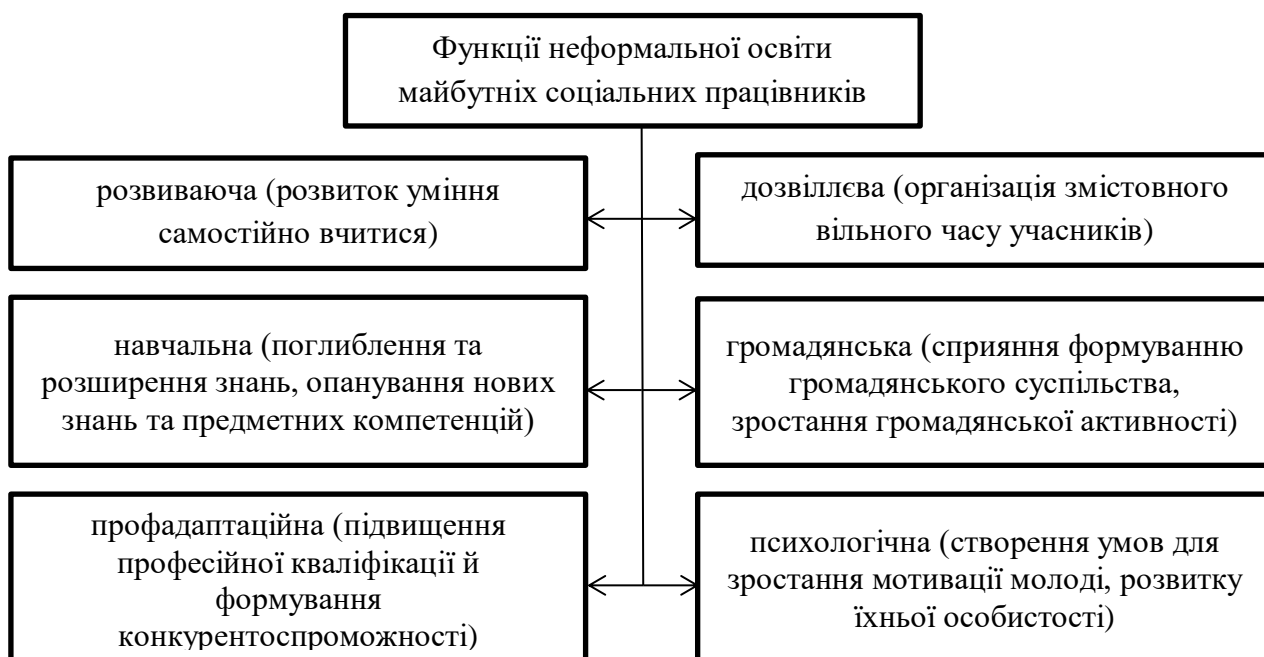 Функції неформальної освіти
майбутніх соціальних працівників
розвиваюча (розвиток уміння
самостійно вчитися)
дозвіллєва (організація змістовного
вільного часу учасників)
навчальна (поглиблення та
розширення знань, опанування нових
знань та предметних компетенцій)
громадянська (сприяння формуванню
громадянського суспільства,
зростання громадянської активності)
профадаптаційна (підвищення
професійної кваліфікації й
формування
конкурентоспроможності)
психологічна (створення умов для
зростання мотивації молоді, розвитку
їхньої особистості)